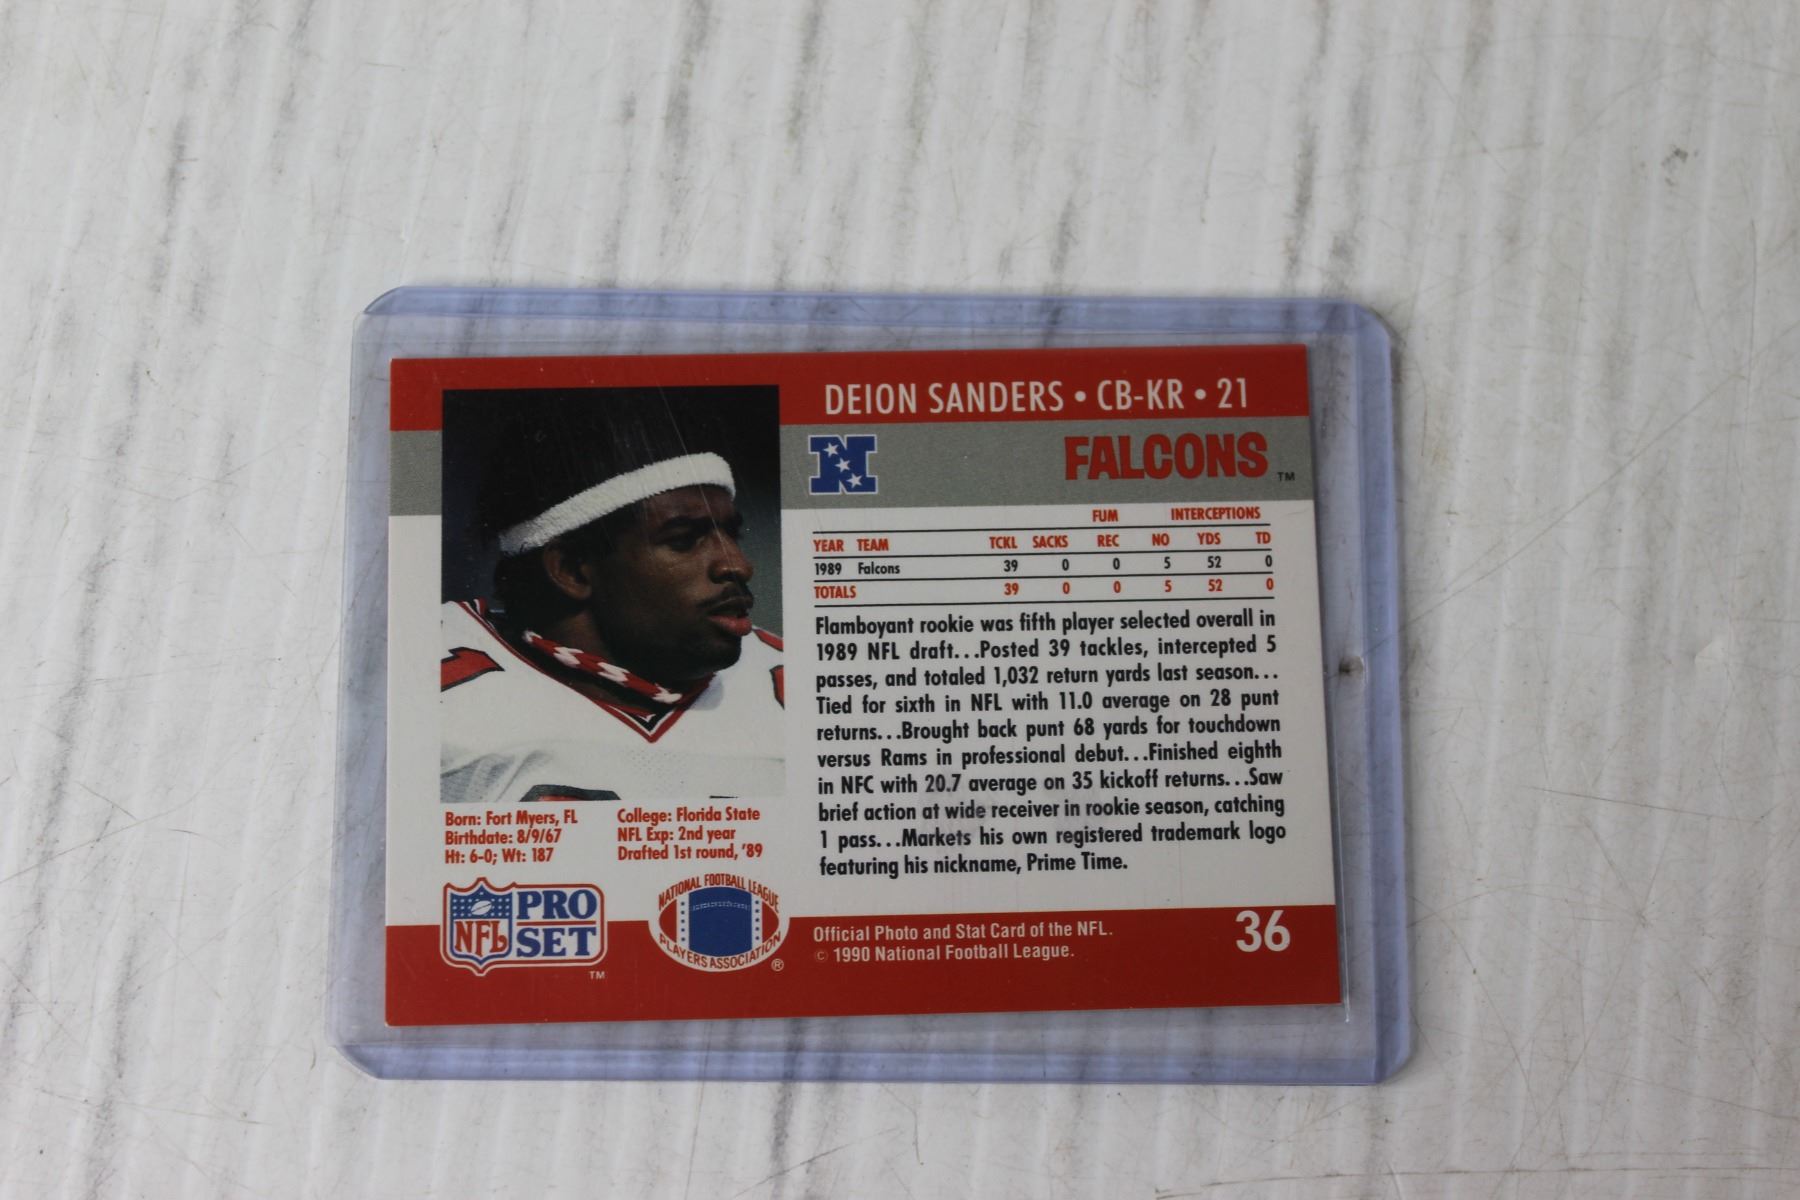 DEION SANDERS • CB-KR • 21
FALCONS TM
FUM INTERCEPTIONS
YEAR TEAM TCKL SACKS REC NO YDS TD
1989 Falcons 39 0 0 5 52 0
TOTALS 39 0 0 5 52 0
Flamboyant rookie was fifth player selected overall in
1989 NFL draft...Posted 39 tackles, intercepted 5
passes, and totaled 1,032 return yards last season...
Tied for sixth in NFL with 11.0 average on 28 punt
returns...Brought back punt 68 yards for touchdown
versus Rams in professional debut...Finished eighth
in NFC with 20.7 average on 35 kickoff returns...Saw
brief action at wide receiver in rookie season, catching
1 pass...Markets his own registered trademark logo
featuring his nickname, Prime Time.
Born: Fort Myers, FL
Birthdate: 8/9/67
Ht: 6-0; Wt: 187
College: Florida State
NFL Exp: 2nd year
Drafted 1st round, '89
NFL PRO SET TM
NATIONAL FOOTBALL LEAGUE
PLAYERS ASSOCIATION ®
Official Photo and Stat Card of the NFL.
© 1990 National Football League.
36